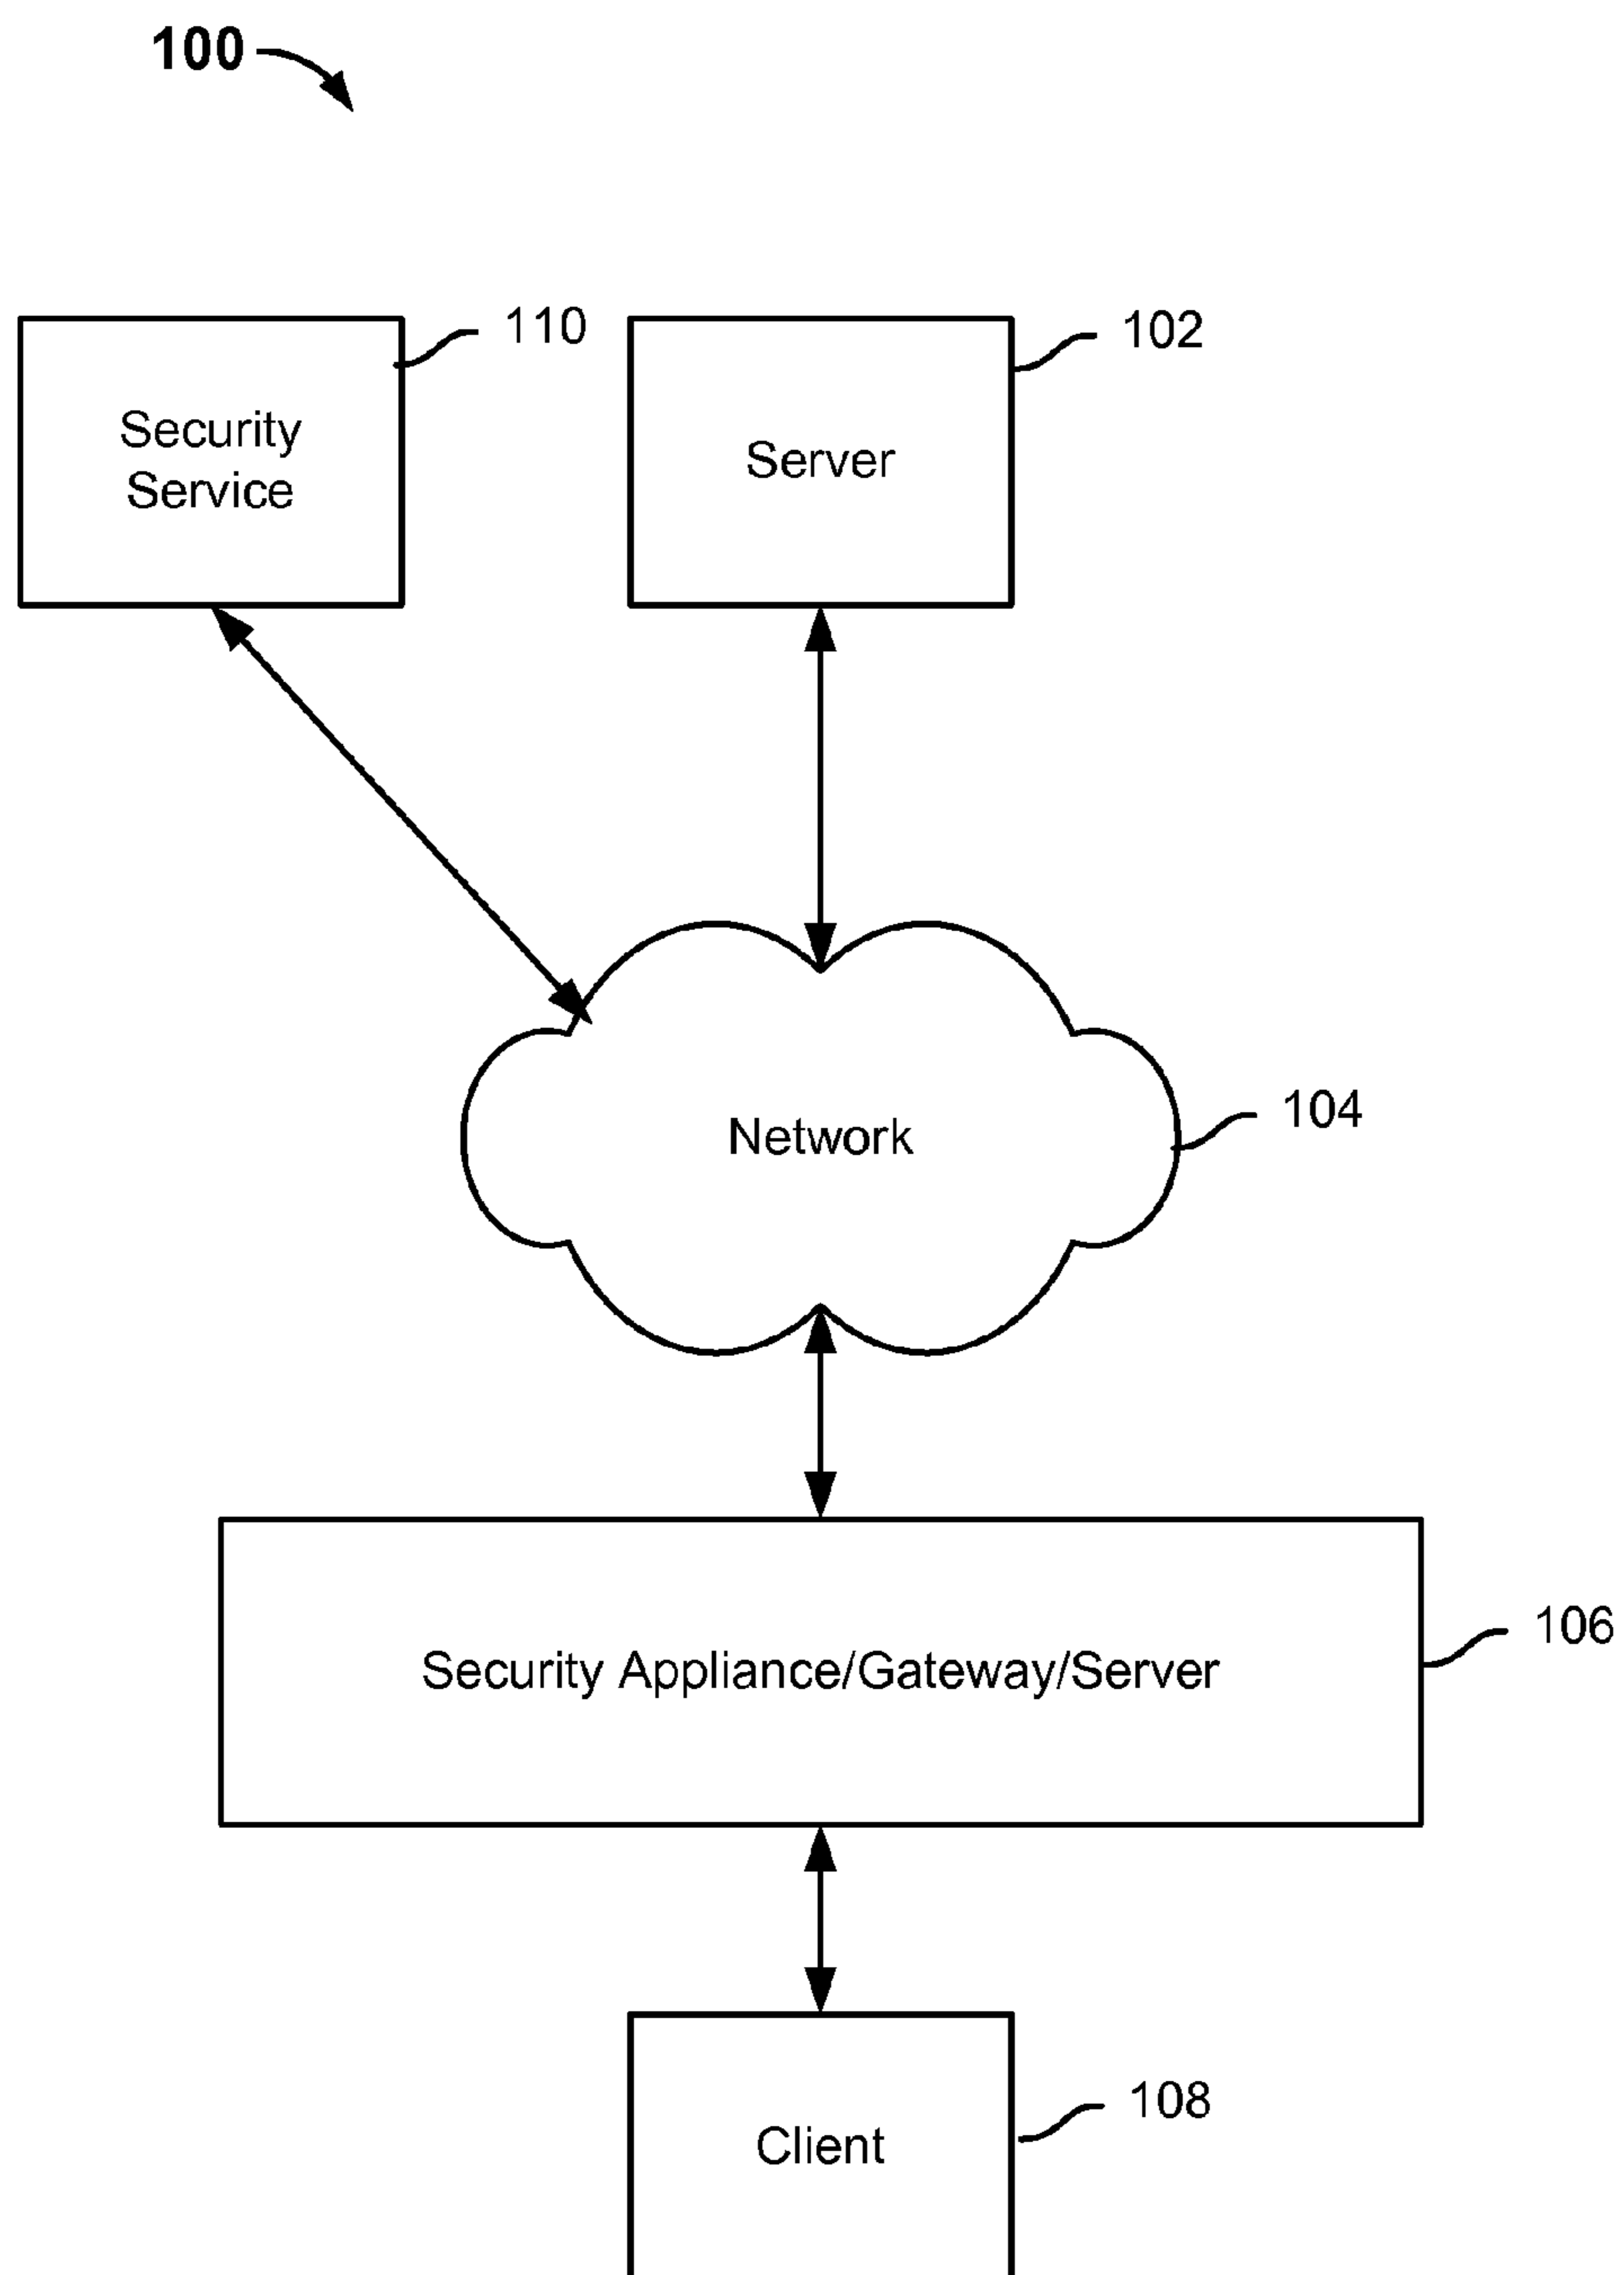 100
110
102
Security
Service
Server
Network
104
Security Appliance/Gateway/Server
106
Client
108